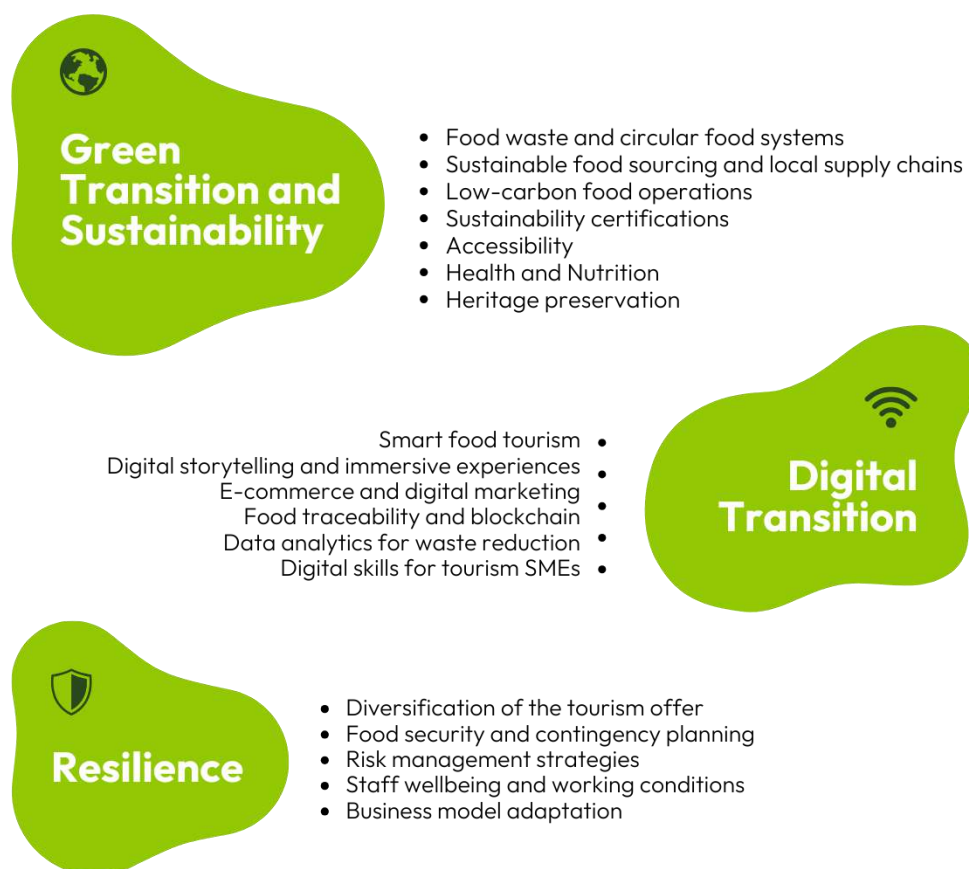 Green
Transition and
Sustainability
Food waste and circular food systems
Sustainable food sourcing and local supply chains
Low-carbon food operations
Sustainability certifications
Accessibility
Health and Nutrition
Heritage preservation
Digital
Transition
Smart food tourism
Digital storytelling and immersive experiences
E-commerce and digital marketing
Food traceability and blockchain
Data analytics for waste reduction
Digital skills for tourism SMEs
Resilience
Diversification of the tourism offer
Food security and contingency planning
Risk management strategies
Staff wellbeing and working conditions
Business model adaptation